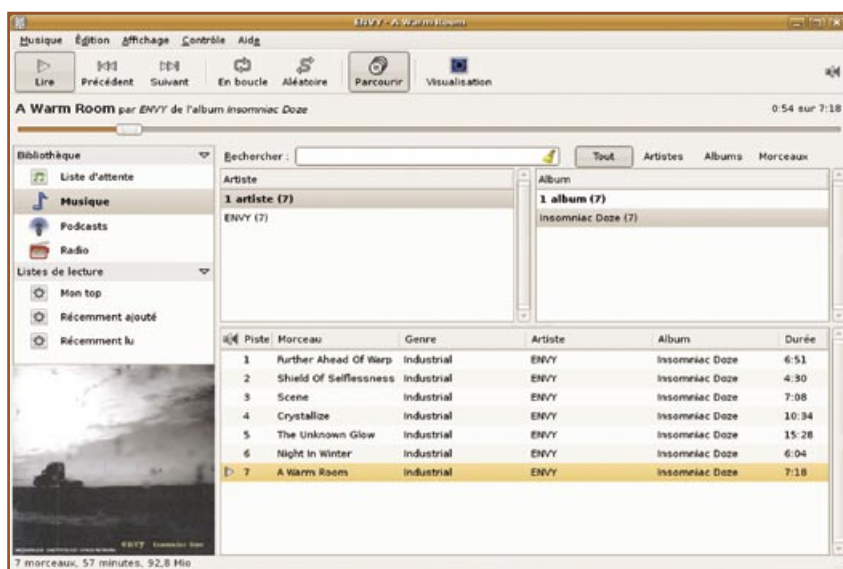 ENVY - A Warm Room
Musique Édition Affichage Contrôle Aide
Lire Précédent Suivant En boucle Aléatoire Parcourir Visualisation
A Warm Room par ENVY de l'album Insomniac Doze 0:54 sur 7:18
Bibliothèque
Liste d'attente
Musique
Podcasts
Radio
Listes de lecture
Mon top
Récemment ajouté
Récemment lu
Rechercher : Tout Artistes Albums Morceaux
Artiste
1 artiste (7)
ENVY (7)
Album
1 album (7)
Insomniac Doze (7)
Piste Morceau Genre Artiste Album Durée
1 Further Ahead Of Warp Industrial ENVY Insomniac Doze 6:51
2 Shield Of Selflessness Industrial ENVY Insomniac Doze 4:30
3 Scene Industrial ENVY Insomniac Doze 7:08
4 Crystallize Industrial ENVY Insomniac Doze 10:34
5 The Unknown Glow Industrial ENVY Insomniac Doze 15:28
6 Night In Winter Industrial ENVY Insomniac Doze 6:04
7 A Warm Room Industrial ENVY Insomniac Doze 7:18
envy Insomniac Doze
7 morceaux, 57 minutes, 92,8 Mio